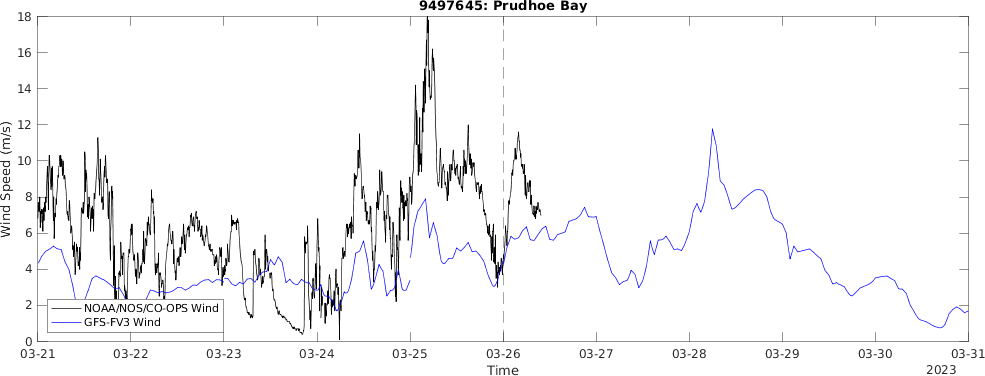 9497645: Prudhoe Bay
Wind Speed (m/s)
18
16
14
12
10
8
6
4
2
0
NOAA/NOS/CO-OPS Wind
GFS-FV3 Wind
03-21 03-22 03-23 03-24 03-25 03-26 03-27 03-28 03-29 03-30 03-31
Time
2023